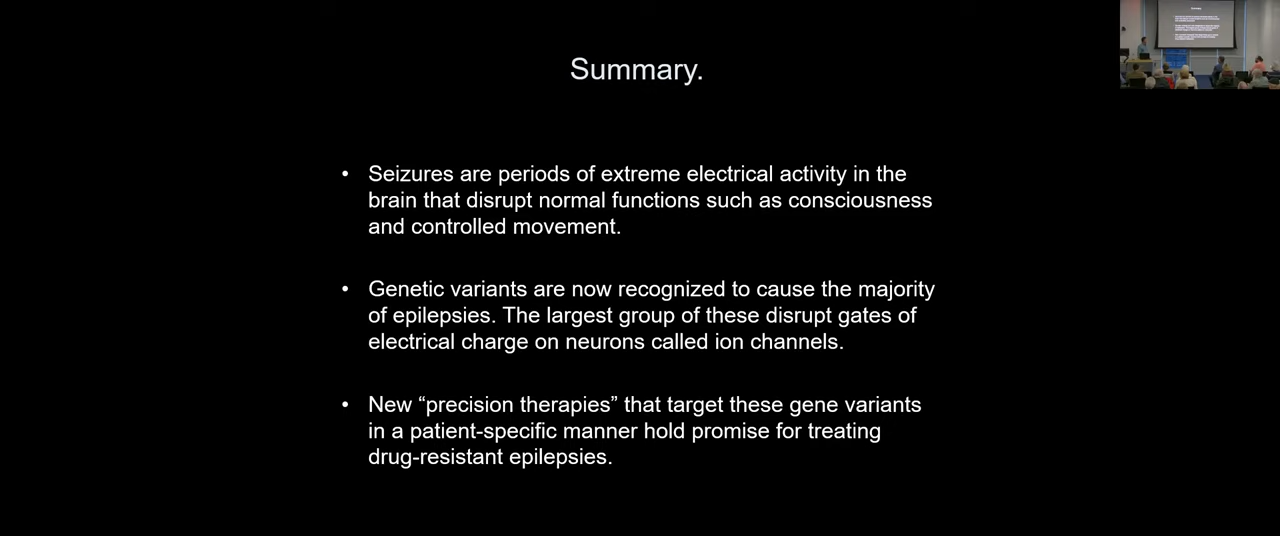 Summary.
• Seizures are periods of extreme electrical activity in the
brain that disrupt normal functions such as consciousness
and controlled movement.
• Genetic variants are now recognized to cause the majority
of epilepsies. The largest group of these disrupt gates of
electrical charge on neurons called ion channels.
• New “precision therapies” that target these gene variants
in a patient-specific manner hold promise for treating
drug-resistant epilepsies.